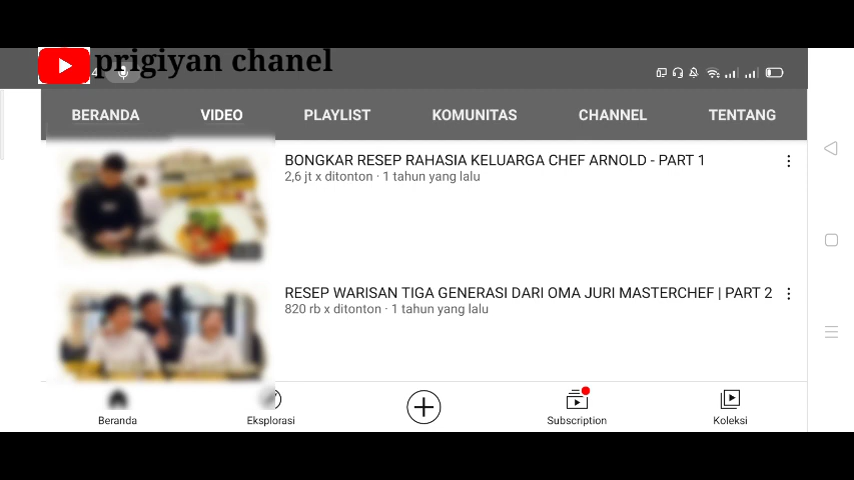 prigiyan chanel
4
BERANDA VIDEO PLAYLIST KOMUNITAS CHANNEL TENTANG
BONGKAR RESEP RAHASIA KELUARGA CHEF ARNOLD - PART 1
2,6 jt x ditonton · 1 tahun yang lalu
RESEP WARISAN TIGA GENERASI DARI OMA JURI MASTERCHEF | PART 2
820 rb x ditonton · 1 tahun yang lalu
Beranda Eksplorasi Subscription Koleksi